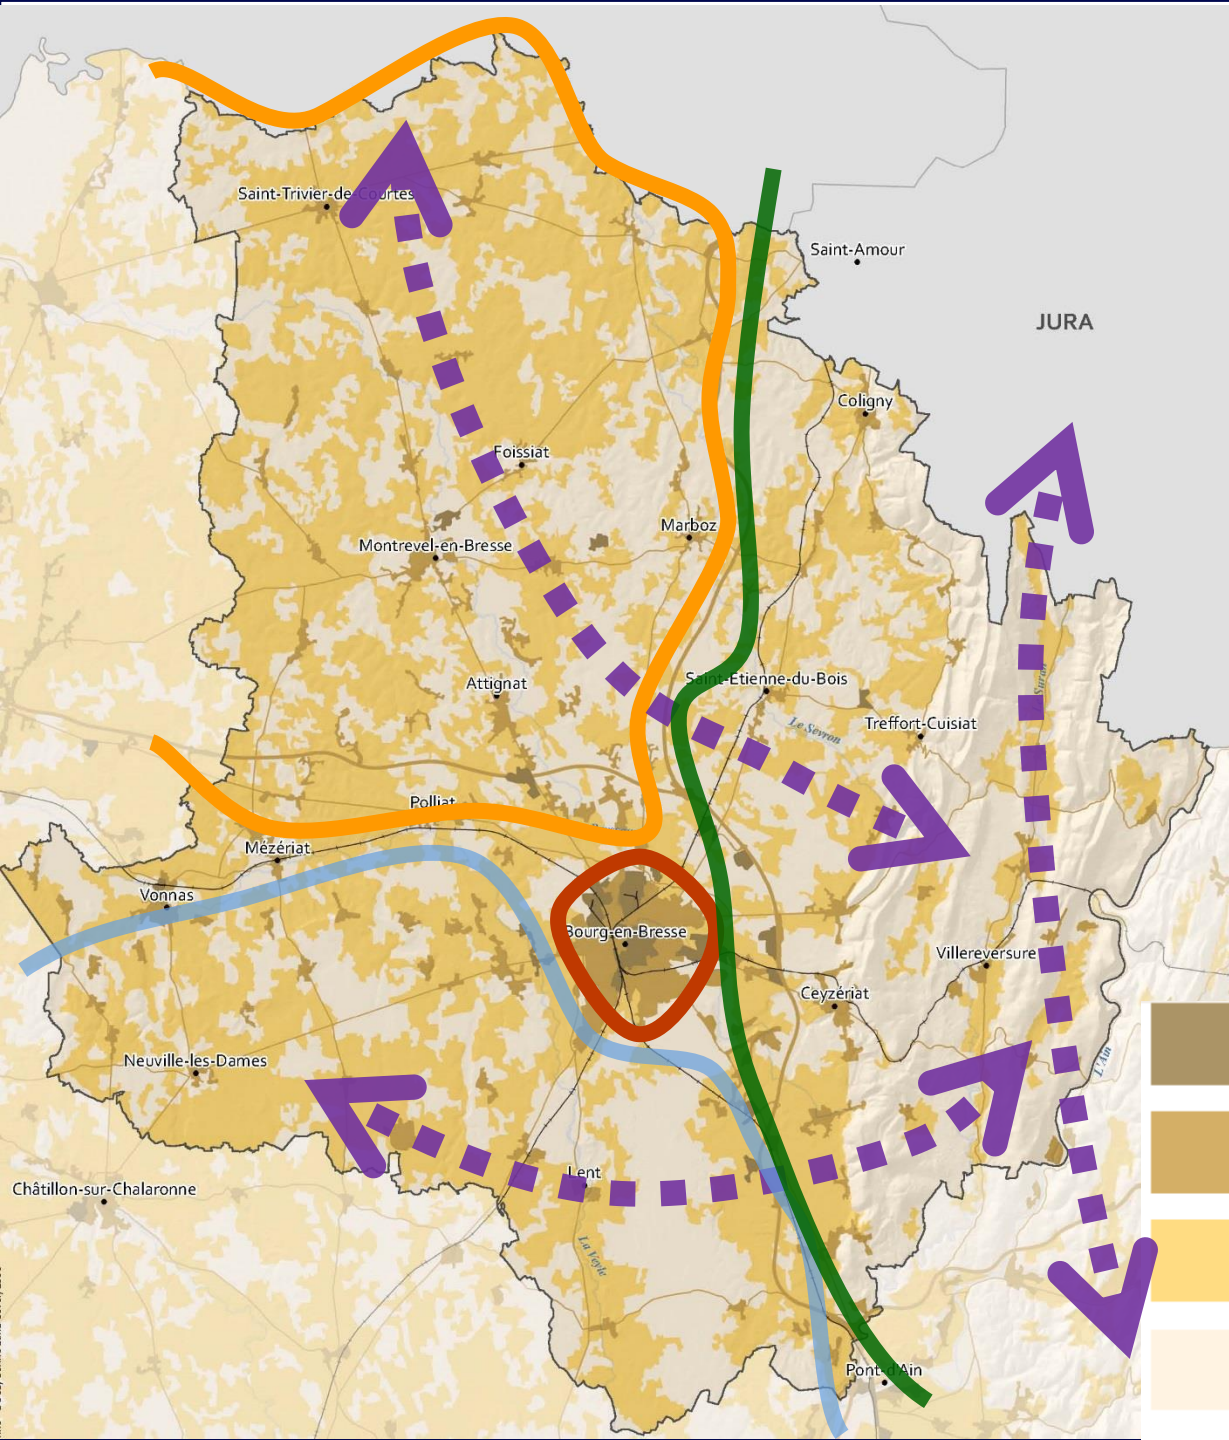 Saint-Trivier-de-Courtes
Saint-Amour
JURA
Coligny
Foissiat
Marboz
Montrevel-en-Bresse
Suran
Attignat
Saint-Etienne-du-Bois
Le Sevron
Treffort-Cuisiat
Polliat
Mézériat
Vonnas
Bourg-en-Bresse
Villereversure
Ceyzériat
Neuville-les-Dames
L'Ain
Lent
Châtillon-sur-Chalaronne
La Veyle
Pont-d'Ain